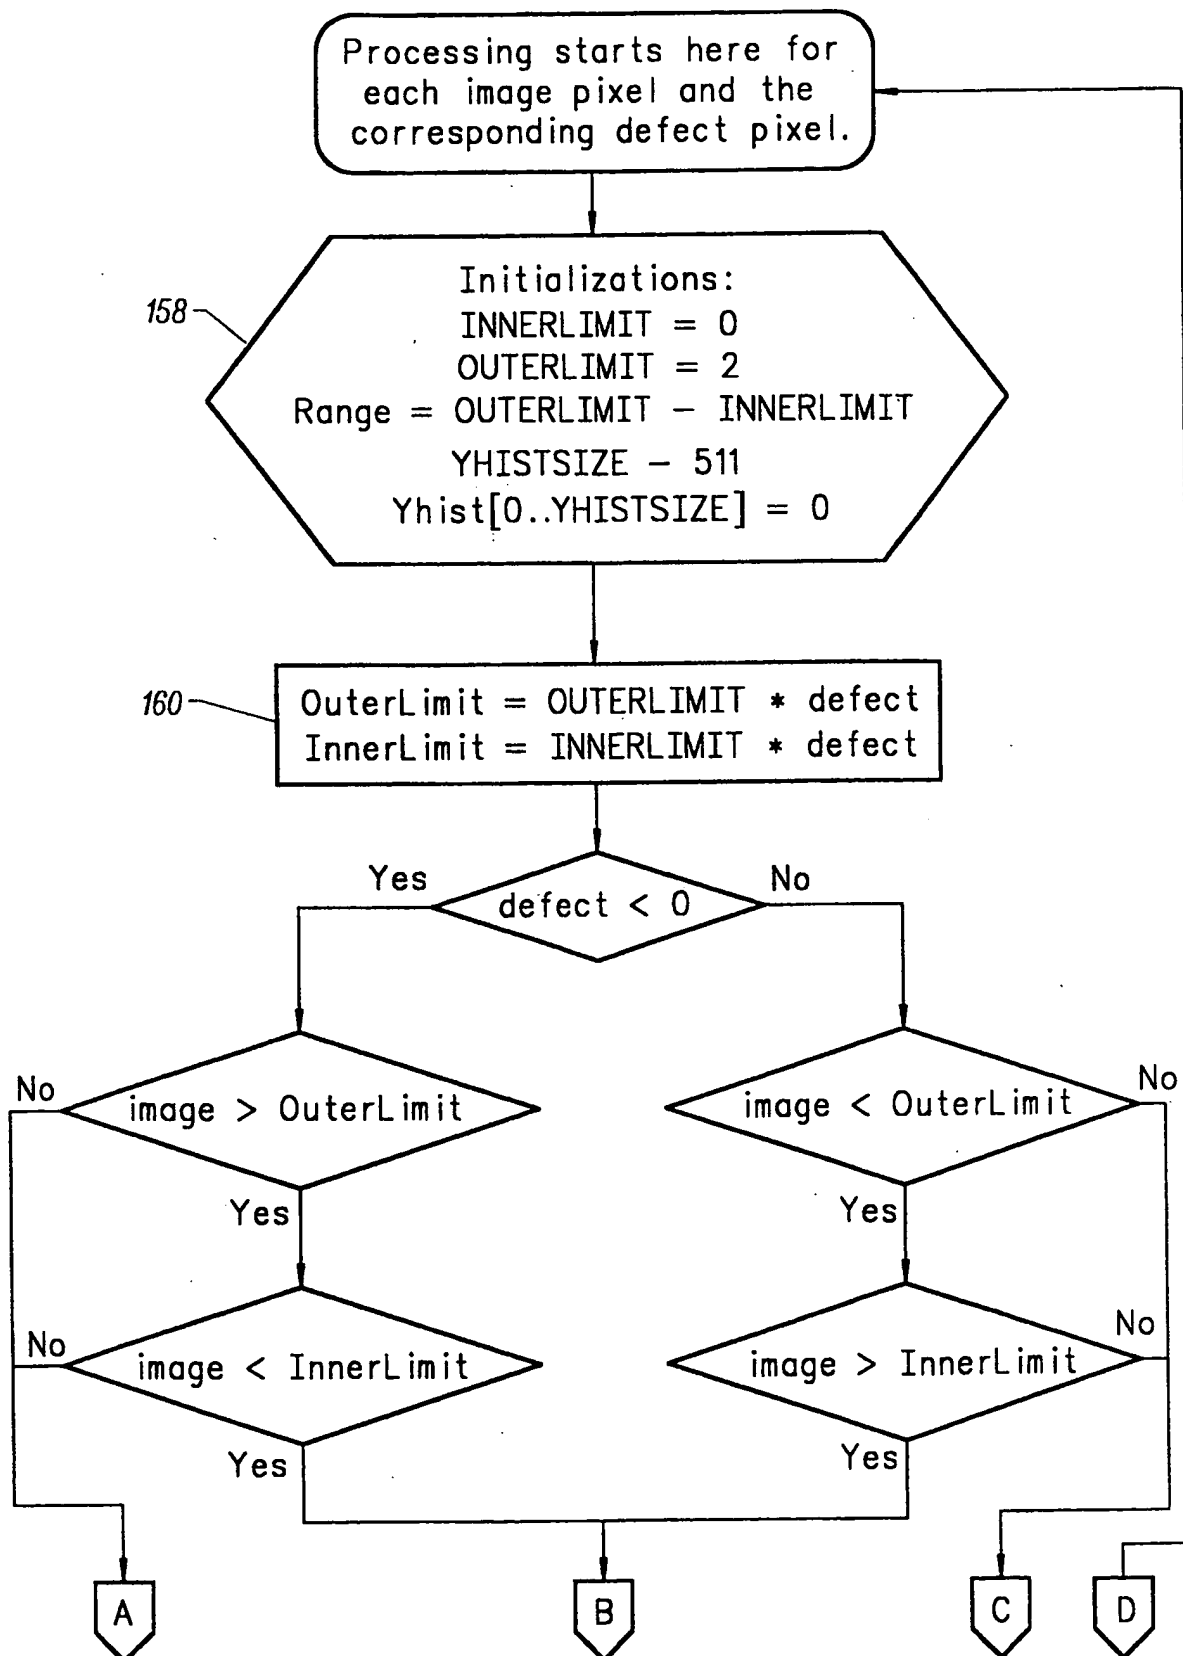 Processing starts here for
each image pixel and the
corresponding defect pixel.
158
Initializations:
INNERLIMIT = 0
OUTERLIMIT = 2
Range = OUTERLIMIT - INNERLIMIT
YHISTSIZE - 511
Yhist[0..YHISTSIZE] = 0
160
OuterLimit = OUTERLIMIT * defect
InnerLimit = INNERLIMIT * defect
Yes
defect < 0
No
No
image > OuterLimit
Yes
image < OuterLimit
No
Yes
No
image < InnerLimit
Yes
image > InnerLimit
No
Yes
A
B
C
D